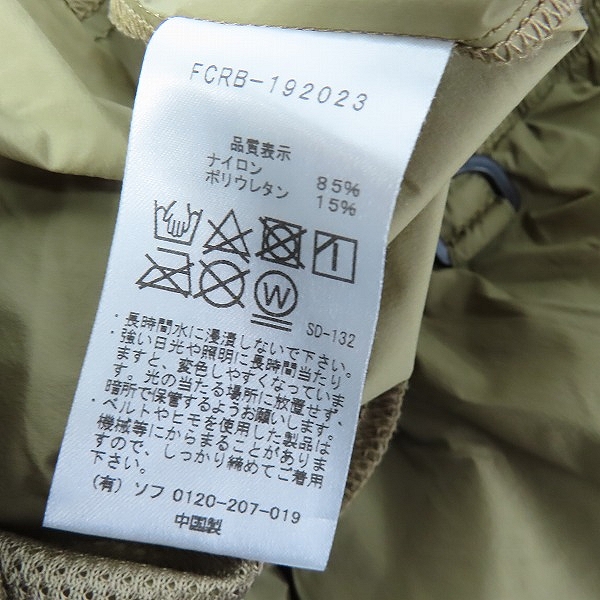 FCRB-192023
品質表示
ナイロン 85%
ポリウレタン 15%
W
SD-132
・長時間水に浸漬しないで下さい。
・強い日光や照明に長時間当たり
ますと、変色しやすくなっていま
す。光の当たる場所に放置せず、
暗所で保管するようお願いします。
・ベルトやヒモを使用した製品は
機械等にからまることがありま
すので、しっかり締めてご着用
下さい。
(有) ソフ 0120-207-019
中国製